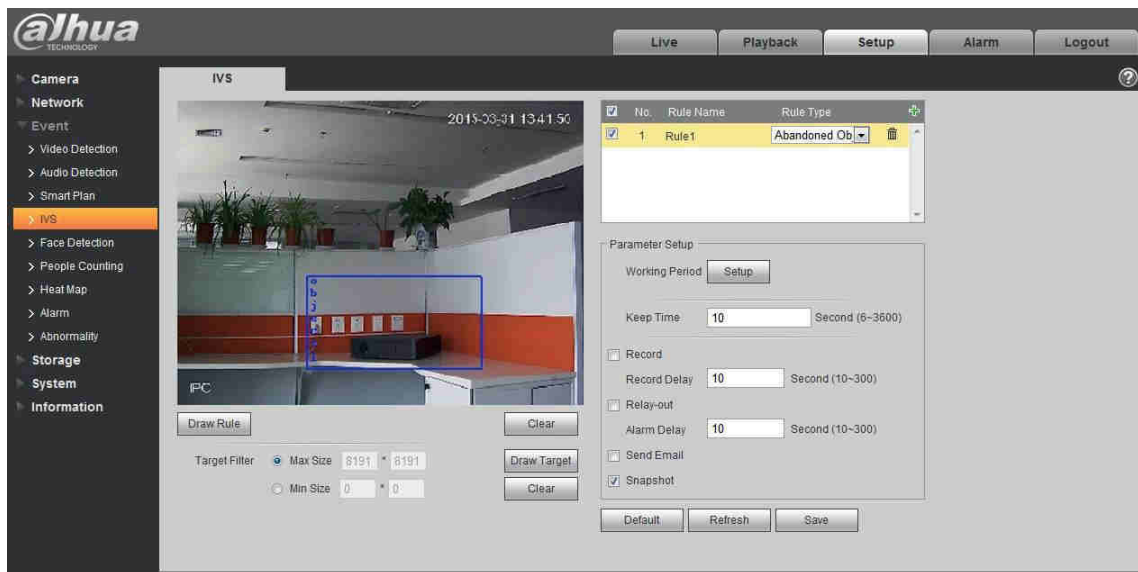 alhua
TECHNOLOGY
Live
Playback
Setup
Alarm
Logout
Camera
Network
Event
> Video Detection
> Audio Detection
> Smart Plan
> IVS
> Face Detection
> People Counting
> Heat Map
> Alarm
> Abnormality
Storage
System
Information
IVS
2015-03-31 13:41:50
object1
IPC
Draw Rule
Clear
Target Filter
Max Size 8191 * 8191
Draw Target
Min Size 0 * 0
Clear
No. Rule Name Rule Type
1 Rule1 Abandoned Ob
Parameter Setup
Working Period Setup
Keep Time 10 Second (6~3600)
Record
Record Delay 10 Second (10~300)
Relay-out
Alarm Delay 10 Second (10~300)
Send Email
Snapshot
Default
Refresh
Save